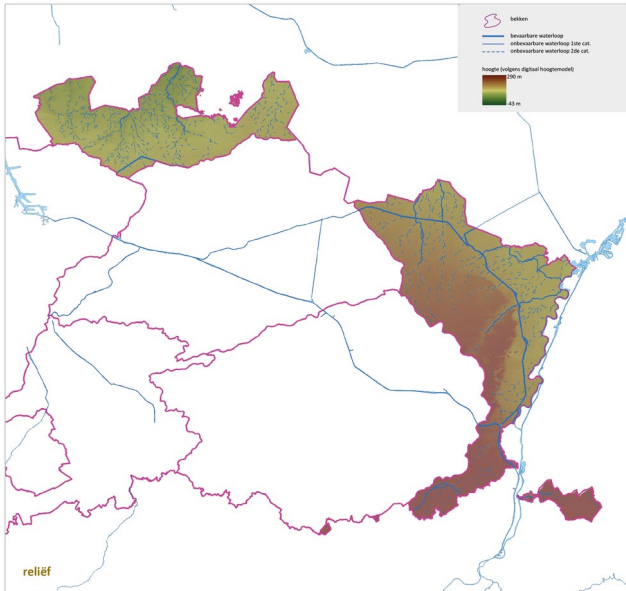 bekken
bevaarbare waterloop
onbevaarbare waterloop 1ste cat.
onbevaarbare waterloop 2de cat.
hoogte (volgens digitaal hoogtemodel)
290 m
-43 m
reliëf